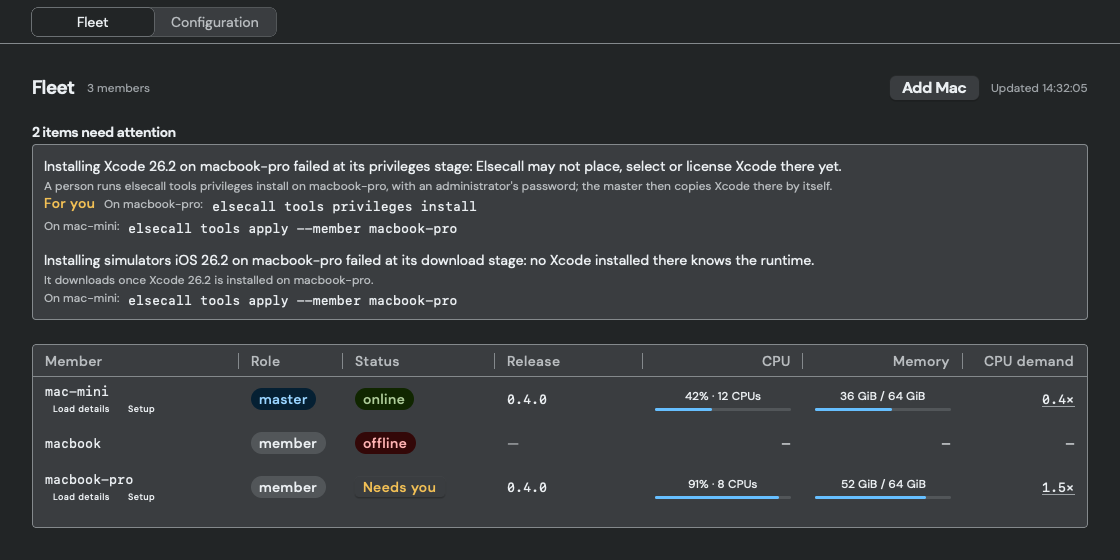 Fleet Configuration
Fleet 3 members Add Mac Updated 14:32:05
2 items need attention
Installing Xcode 26.2 on macbook-pro failed at its privileges stage: Elsecall may not place, select or license Xcode there yet.
A person runs elsecall tools privileges install on macbook-pro, with an administrator's password; the master then copies Xcode there by itself.
For you On macbook-pro: elsecall tools privileges install
On mac-mini: elsecall tools apply --member macbook-pro
Installing simulators iOS 26.2 on macbook-pro failed at its download stage: no Xcode installed there knows the runtime.
It downloads once Xcode 26.2 is installed on macbook-pro.
On mac-mini: elsecall tools apply --member macbook-pro
Member Role Status Release CPU Memory CPU demand
mac-mini master online 0.4.0 42% · 12 CPUs 36 GiB / 64 GiB 0.4×
Load details Setup
macbook member offline — — — —
macbook-pro member Needs you 0.4.0 91% · 8 CPUs 52 GiB / 64 GiB 1.5×
Load details Setup